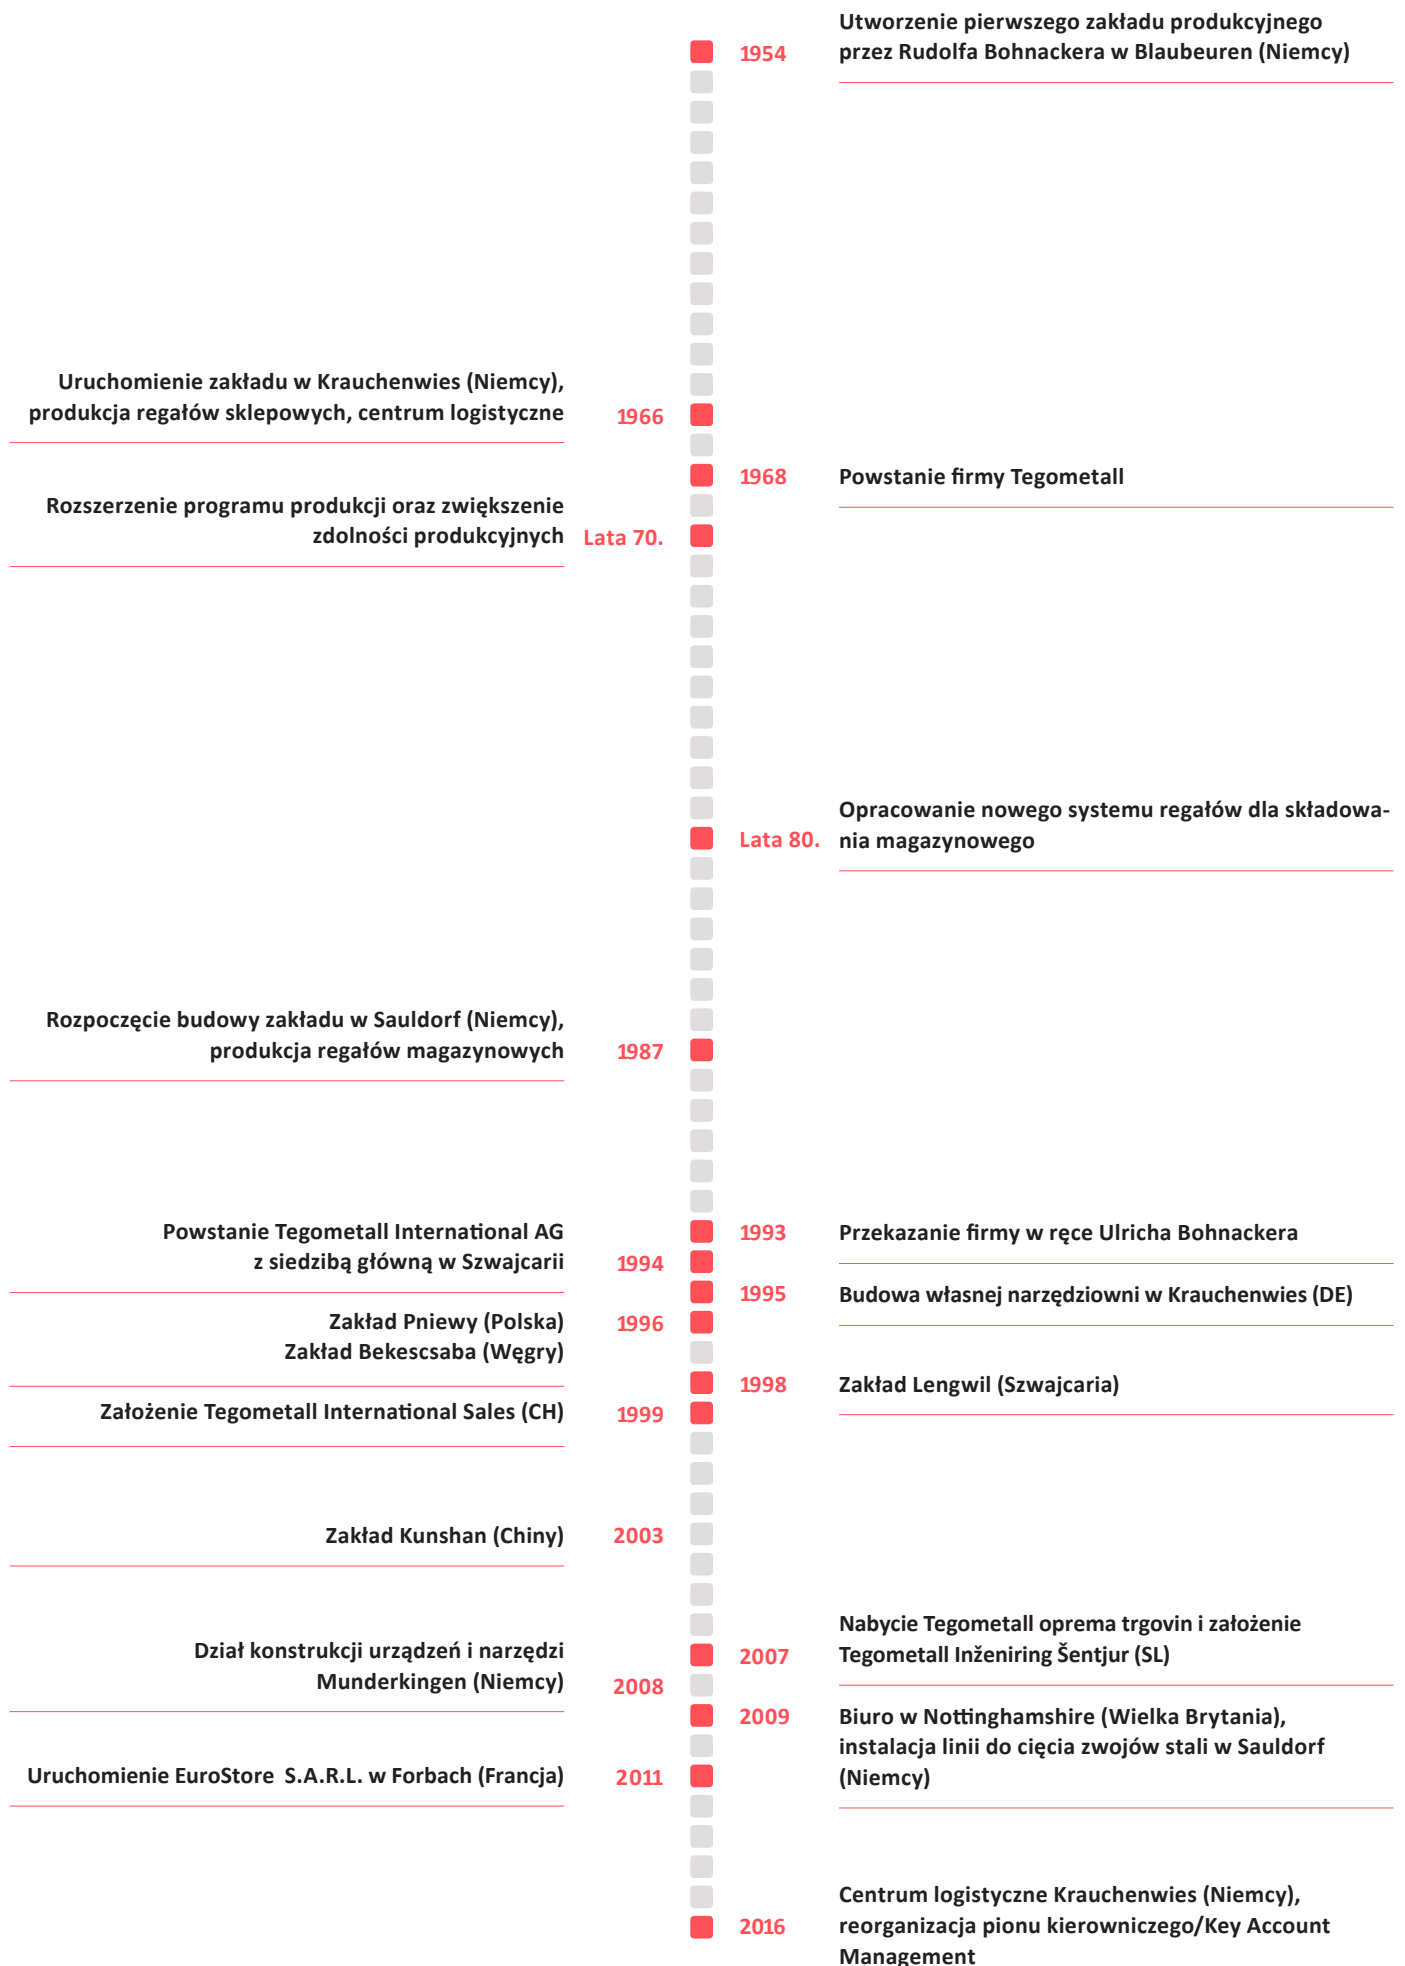 Utworzenie pierwszego zakładu produkcyjnego
1954 przez Rudolfa Bohnackera w Blaubeuren (Niemcy)
Uruchomienie zakładu w Krauchenwies (Niemcy),
produkcja regałów sklepowych, centrum logistyczne 1966
1968 Powstanie firmy Tegometall
Rozszerzenie programu produkcji oraz zwiększenie
zdolności produkcyjnych Lata 70.
Opracowanie nowego systemu regałów dla składowa-
Lata 80. nia magazynowego
Rozpoczęcie budowy zakładu w Sauldorf (Niemcy),
produkcja regałów magazynowych 1987
1993 Przekazanie firmy w ręce Ulricha Bohnackera
Powstanie Tegometall International AG
z siedzibą główną w Szwajcarii 1994
1995 Budowa własnej narzędziowni w Krauchenwies (DE)
Zakład Pniewy (Polska) 1996
Zakład Bekescsaba (Węgry)
1998 Zakład Lengwil (Szwajcaria)
Założenie Tegometall International Sales (CH) 1999
Zakład Kunshan (Chiny) 2003
Nabycie Tegometall oprema trgovin i założenie
2007 Tegometall Inženiring Šentjur (SL)
Dział konstrukcji urządzeń i narzędzi
Munderkingen (Niemcy) 2008
2009 Biuro w Nottinghamshire (Wielka Brytania),
instalacja linii do cięcia zwojów stali w Sauldorf
(Niemcy)
Uruchomienie EuroStore S.A.R.L. w Forbach (Francja) 2011
Centrum logistyczne Krauchenwies (Niemcy),
2016 reorganizacja pionu kierowniczego/Key Account
Management